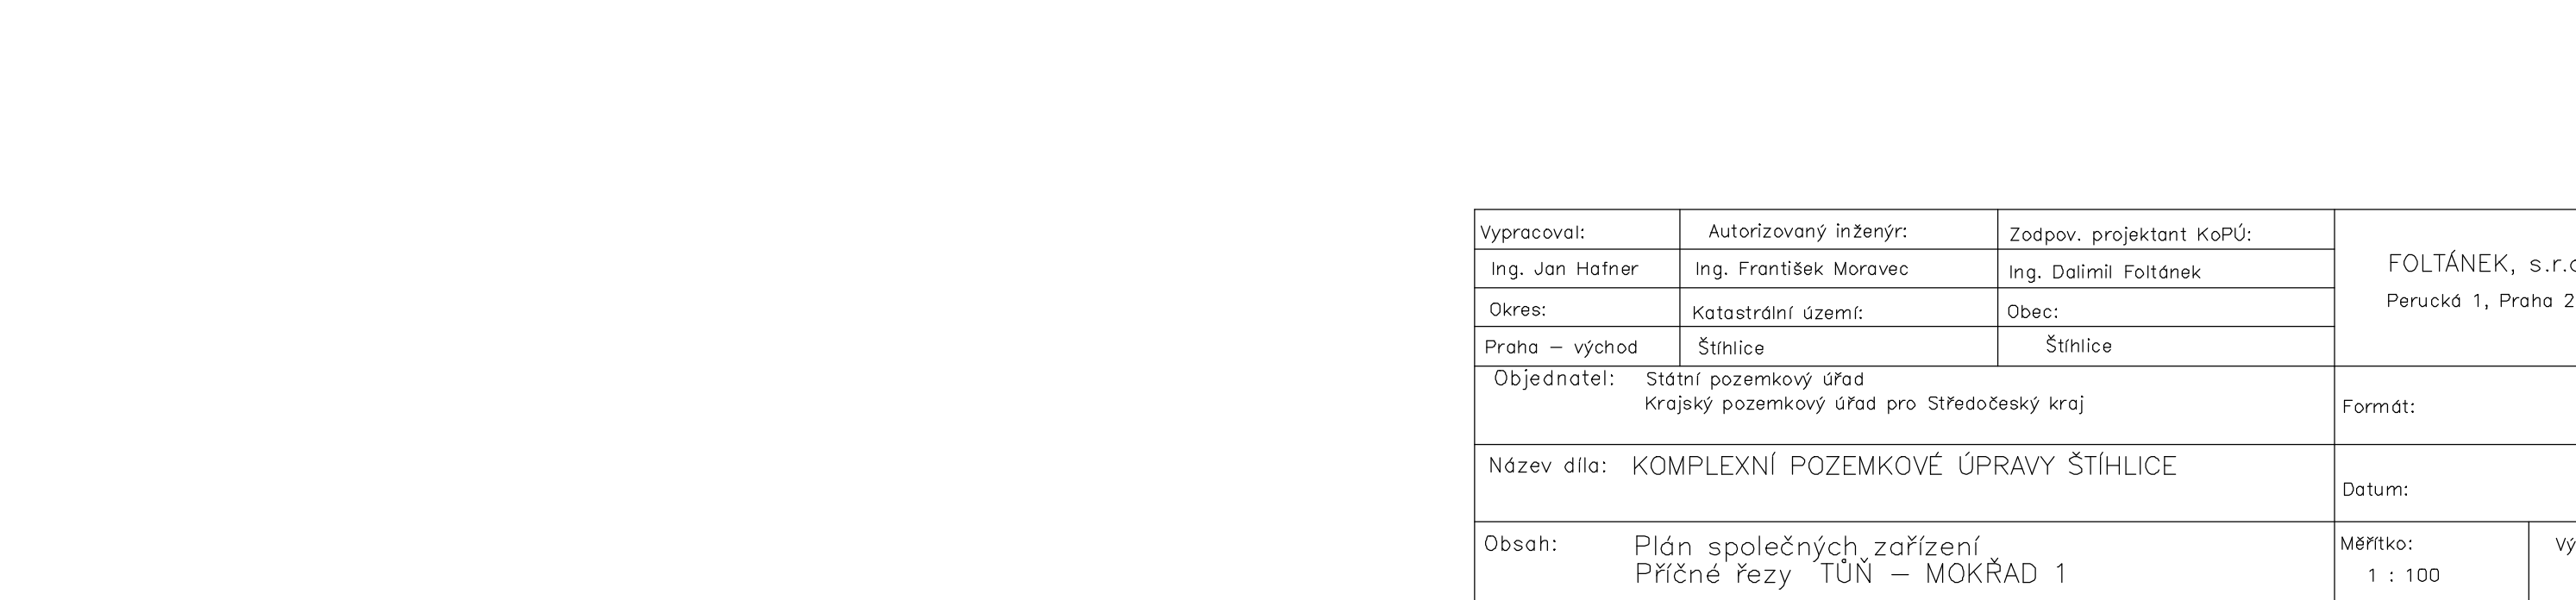 Vypracoval: Autorizovaný inženýr: Zodpov. projektant KoPÚ:
Ing. Jan Hafner Ing. František Moravec Ing. Dalimil Foltánek
FOLTÁNEK, s.r.
Perucká 1, Praha 2
Okres: Katastrální území: Obec:
Praha – východ Štíhlice Štíhlice
Objednatel: Státní pozemkový úřad
Krajský pozemkový úřad pro Středočeský kraj
Formát:
Název díla: KOMPLEXNÍ POZEMKOVÉ ÚPRAVY ŠTÍHLICE
Datum:
Obsah: Plán společných zařízení
Příčné řezy TŮŇ – MOKŘAD 1
Měřítko:
1 : 100